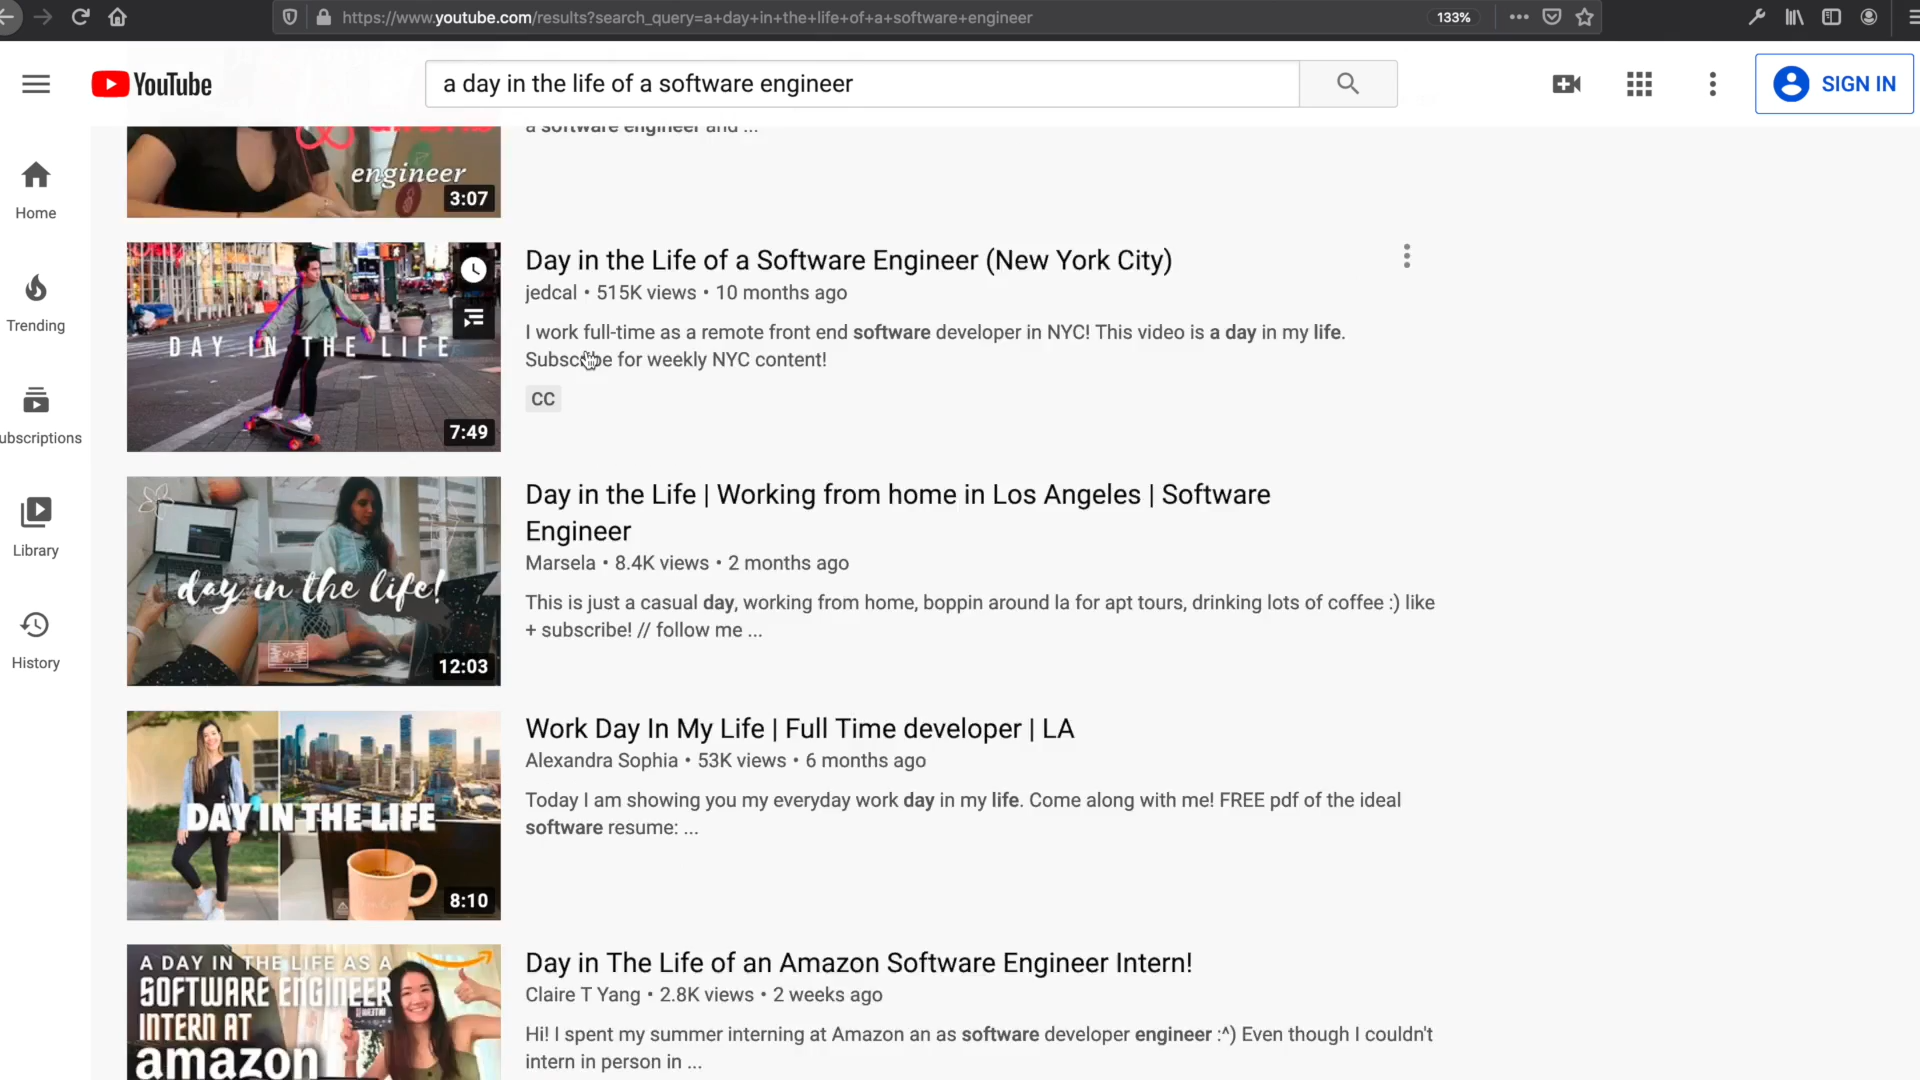 https://www.youtube.com/results?search_query=a+day+in+the+life+of+a+software+engineer
133%
YouTube
a day in the life of a software engineer
SIGN IN
Home
Trending
ubscriptions
Library
History
engineer
3:07
a software engineer and ...
DAY IN THE LIFE
7:49
Day in the Life of a Software Engineer (New York City)
jedcal • 515K views • 10 months ago
I work full-time as a remote front end software developer in NYC! This video is a day in my life.
Subscribe for weekly NYC content!
CC
day in the life!
12:03
Day in the Life | Working from home in Los Angeles | Software
Engineer
Marsela • 8.4K views • 2 months ago
This is just a casual day, working from home, boppin around la for apt tours, drinking lots of coffee :) like
+ subscribe! // follow me ...
DAY IN THE LIFE
8:10
Work Day In My Life | Full Time developer | LA
Alexandra Sophia • 53K views • 6 months ago
Today I am showing you my everyday work day in my life. Come along with me! FREE pdf of the ideal
software resume: ...
A DAY IN THE LIFE AS A
SOFTWARE ENGINEER
INTERN AT
amazon
Day in The Life of an Amazon Software Engineer Intern!
Claire T Yang • 2.8K views • 2 weeks ago
Hi! I spent my summer interning at Amazon an as software developer engineer :^) Even though I couldn't
intern in person in ...